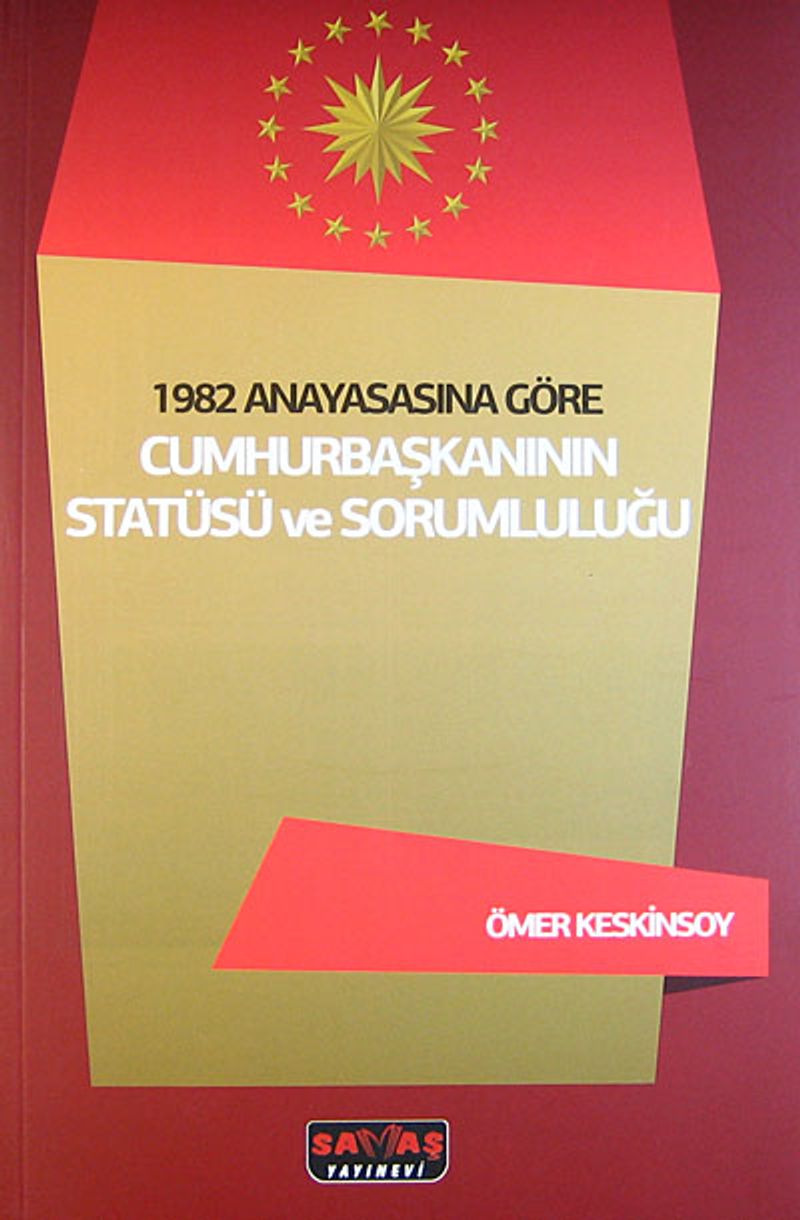 1982 ANAYASASINA GÖRE
CUMHURBAŞKANININ
STATÜSÜ ve SORUMLULUĞU
ÖMER KESKİNSOY
SAVAŞ
YAYINEVİ